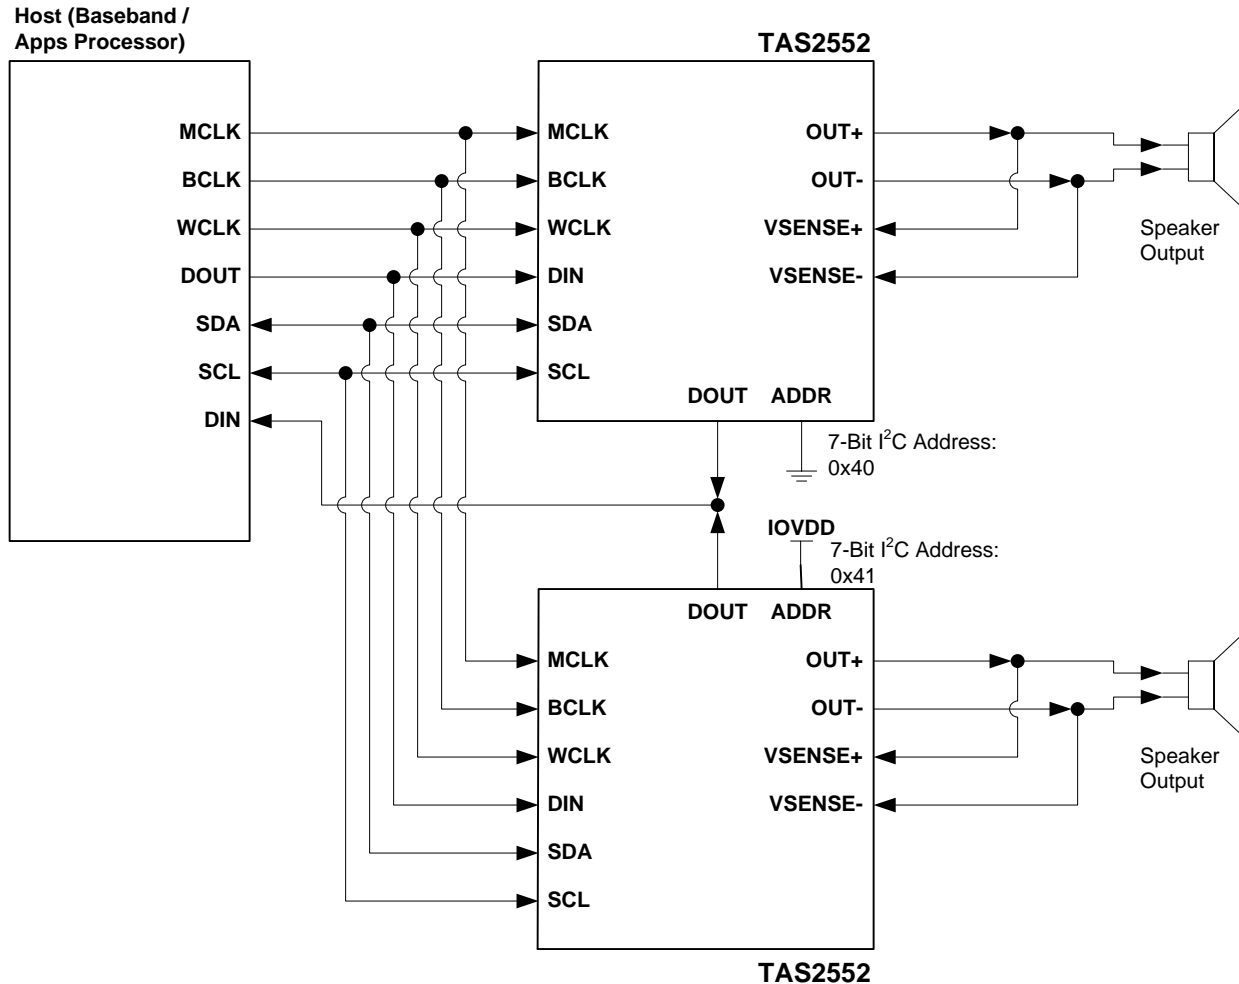 Host (Baseband /
Apps Processor)
TAS2552
MCLK
BCLK
WCLK
DOUT
SDA
SCL
DIN
MCLK
BCLK
WCLK
DIN
SDA
SCL
OUT+
OUT-
VSENSE+
VSENSE-
DOUT
ADDR
Speaker
Output
7-Bit I²C Address:
0x40
IOVDD
7-Bit I²C Address:
0x41
DOUT
ADDR
MCLK
BCLK
WCLK
DIN
SDA
SCL
OUT+
OUT-
VSENSE+
VSENSE-
Speaker
Output
TAS2552